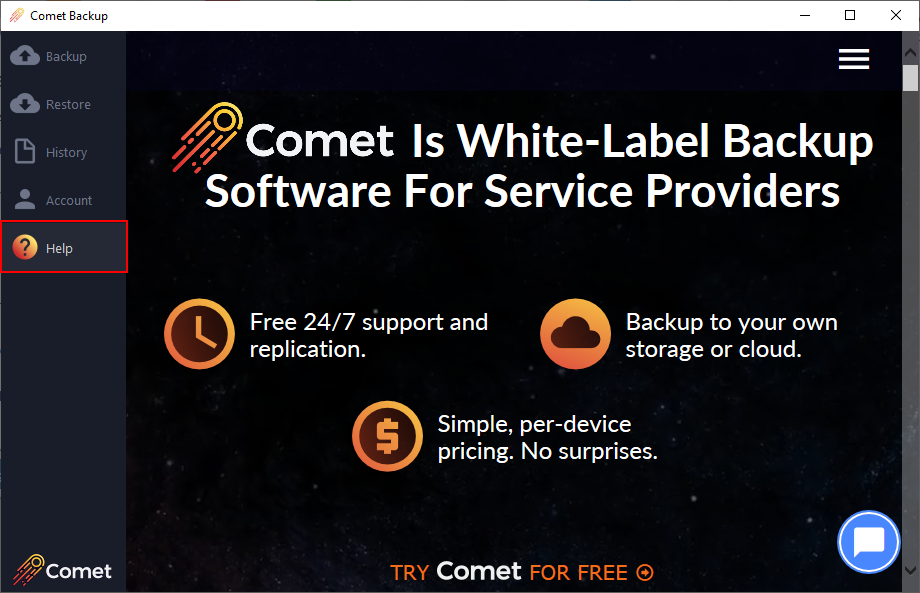 Comet Backup
Backup
Restore
History
Account
Help
Comet Is White-Label Backup
Software For Service Providers
Free 24/7 support and
replication.
Backup to your own
storage or cloud.
Simple, per-device
pricing. No surprises.
TRY Comet FOR FREE
Comet